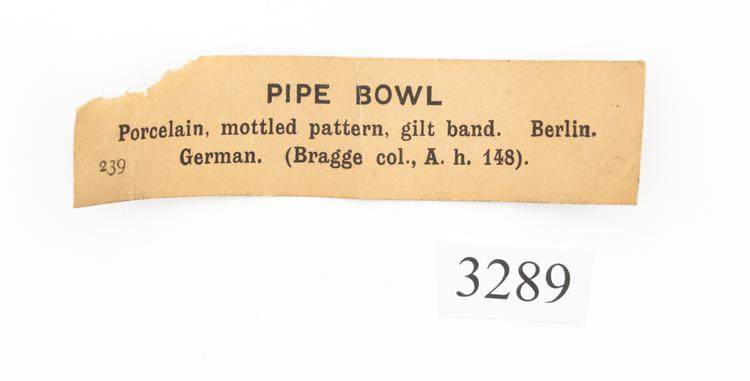 PIPE BOWL
Porcelain, mottled pattern, gilt band. Berlin.
239 German. (Bragge col., A. h. 148).
3289